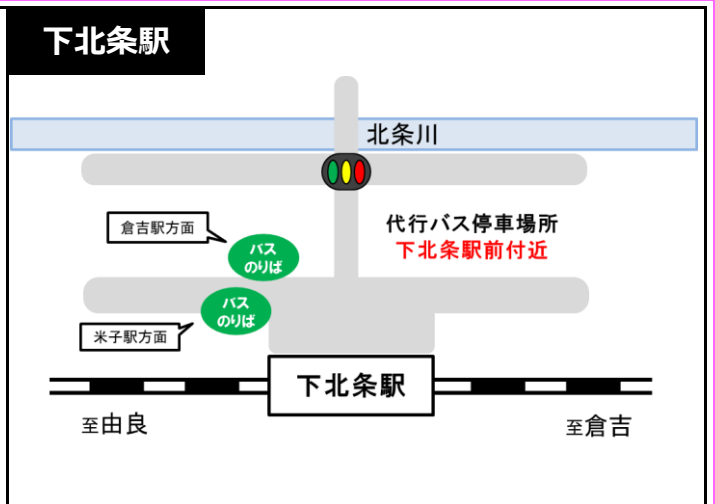 下北条駅
北条川
代行バス停車場所
下北条駅前付近
倉吉駅方面
バス
のりば
バス
のりば
米子駅方面
下北条駅
至由良
至倉吉